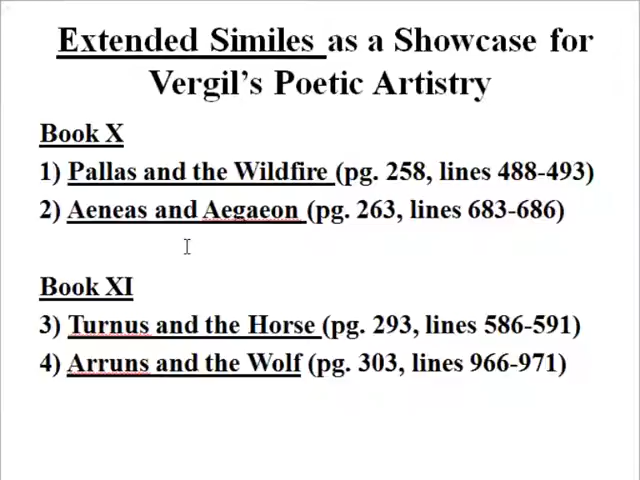 Extended Similes as a Showcase for
Vergil's Poetic Artistry
Book X
1) Pallas and the Wildfire (pg. 258, lines 488-493)
2) Aeneas and Aegaeon (pg. 263, lines 683-686)
Book XI
3) Turnus and the Horse (pg. 293, lines 586-591)
4) Arruns and the Wolf (pg. 303, lines 966-971)